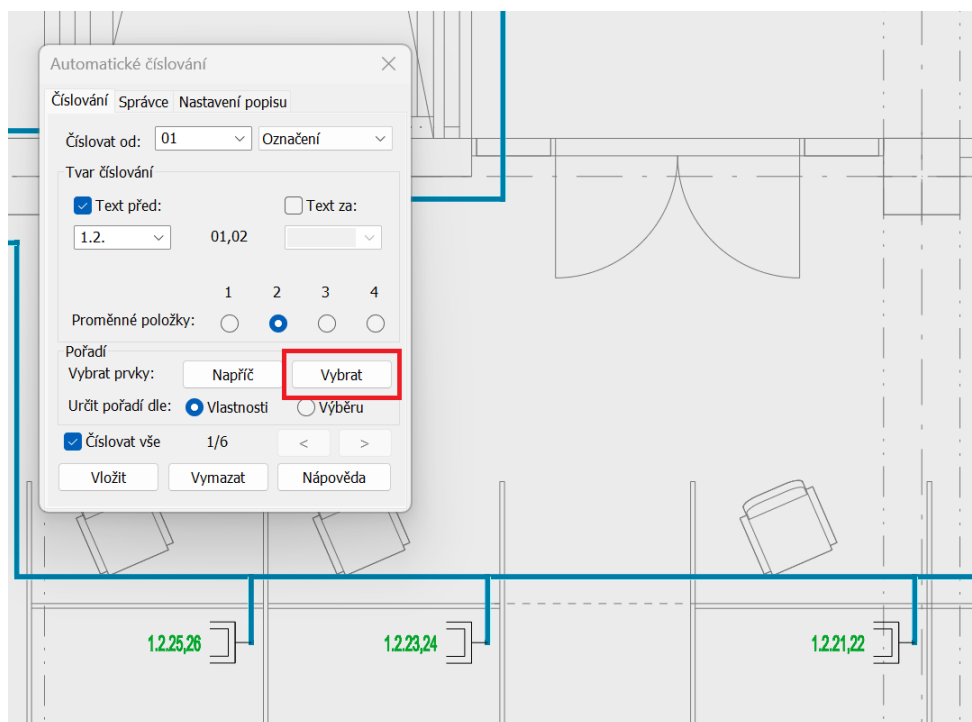 Automatické číslování
Číslování Správce Nastavení popisu
Číslovat od: 01 Označení
Tvar číslování
Text před: Text za:
1.2. 01,02
1 2 3 4
Proměnné položky:
Pořadí
Vybrat prvky: Napříč Vybrat
Určit pořadí dle: Vlastnosti Výběru
Číslovat vše 1/6 < >
Vložit Vymazat Nápověda
1.2.25,26 1.2.23,24 1.2.21,22